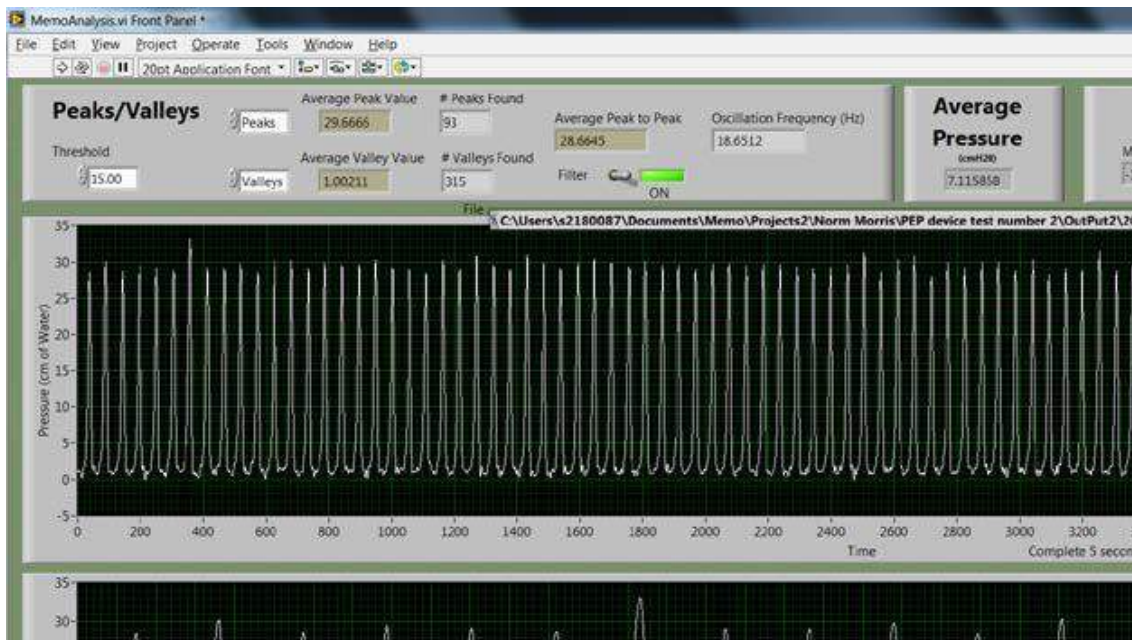 MemoAnalysis.vi Front Panel *
File Edit View Project Operate Tools Window Help
20pt Application Font
Peaks/Valleys
Threshold
15.00
Peaks
Valleys
Average Peak Value
29.6665
Average Valley Value
1.00211
# Peaks Found
93
# Valleys Found
315
Average Peak to Peak
28.6645
Filter
ON
Oscillation Frequency (Hz)
18.6512
Average
Pressure
(cmH20)
7.115858
M
File
C:\Users\s2180087\Documents\Memo\Projects2\Norm Morris\PEP device test number 2\OutPut2\2
Pressure (cm of Water)
35
30
25
20
15
10
5
0
-5
0 200 400 600 800 1000 1200 1400 1600 1800 2000 2200 2400 2600 2800 3000 3200
Time
Complete 5 secon
35
30